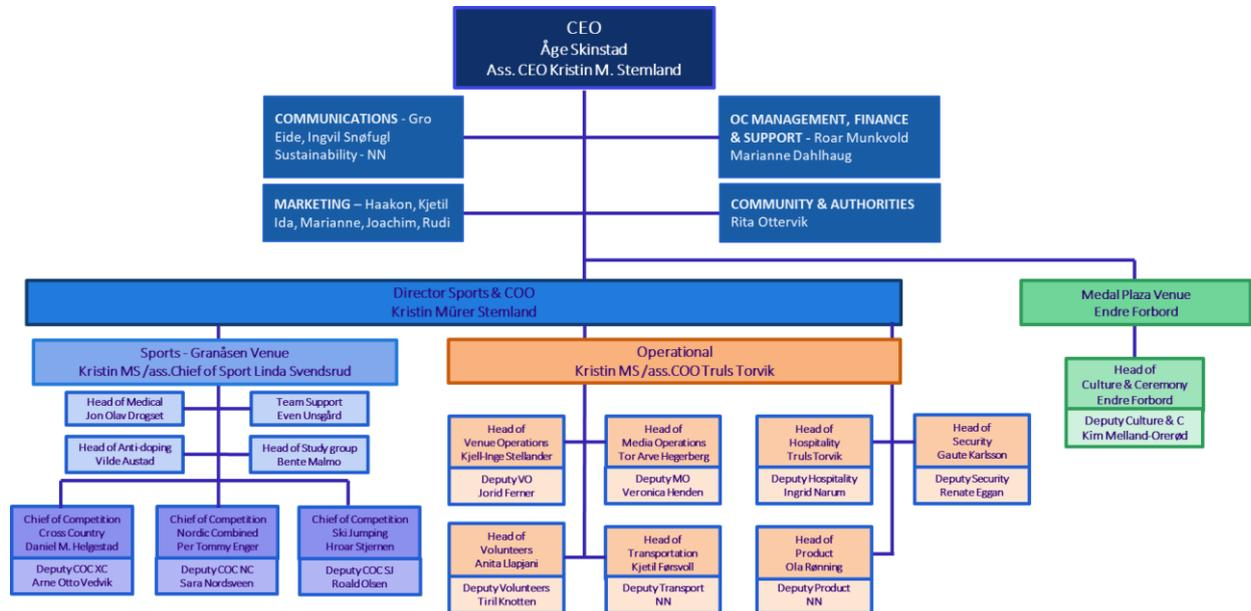 CEO
Åge Skinstad
Ass. CEO Kristin M. Stemland
COMMUNICATIONS - Gro
Eide, Ingvil Snøfugl
Sustainability - NN
OC MANAGEMENT, FINANCE
& SUPPORT - Roar Munkvold
Marianne Dahlhaug
MARKETING – Haakon, Kjetil
Ida, Marianne, Joachim, Rudi
COMMUNITY & AUTHORITIES
Rita Ottervik
Director Sports & COO
Kristin Mürer Stemland
Medal Plaza Venue
Endre Forbord
Sports - Granåsen Venue
Kristin MS /ass.Chief of Sport Linda Svendsrud
Operational
Kristin MS /ass.COO Truls Torvik
Head of
Culture & Ceremony
Endre Forbord
Deputy Culture & C
Kim Melland-Orerød
Head of Medical
Jon Olav Drogset
Team Support
Even Unsgård
Head of Anti-doping
Vilde Austad
Head of Study group
Bente Malmo
Head of
Venue Operations
Kjell-Inge Stellander
Deputy VO
Jorid Ferner
Head of
Media Operations
Tor Arve Hegerberg
Deputy MO
Veronica Henden
Head of
Hospitality
Truls Torvik
Deputy Hospitality
Ingrid Narum
Head of
Security
Gaute Karlsson
Deputy Security
Renate Eggan
Chief of Competition
Cross Country
Daniel M. Helgestad
Deputy COC XC
Arne Otto Vedvik
Chief of Competition
Nordic Combined
Per Tommy Enger
Deputy COC NC
Sara Nordsveen
Chief of Competition
Ski Jumping
Hroar Stjernen
Deputy COC SJ
Roald Olsen
Head of
Volunteers
Anita Llapjani
Deputy Volunteers
Tiril Knotten
Head of
Transportation
Kjetil Førsvoll
Deputy Transport
NN
Head of
Product
Ola Rønning
Deputy Product
NN